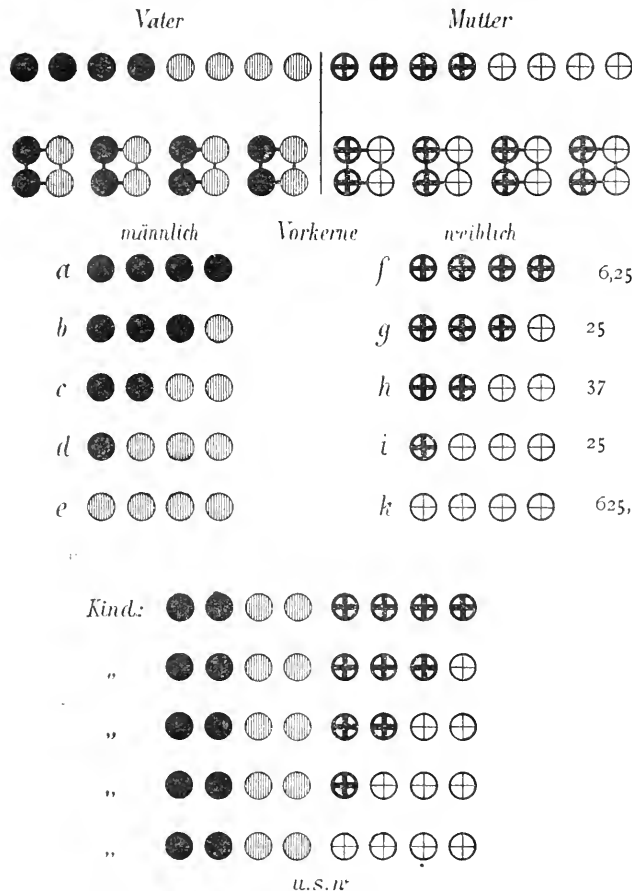 Vater Mutter
männlich Vorkerne weiblich
a f 6,25
b g 25
c h 37
d i 25
e k 625,
Kind.:
„
„
„
„
u.s.w